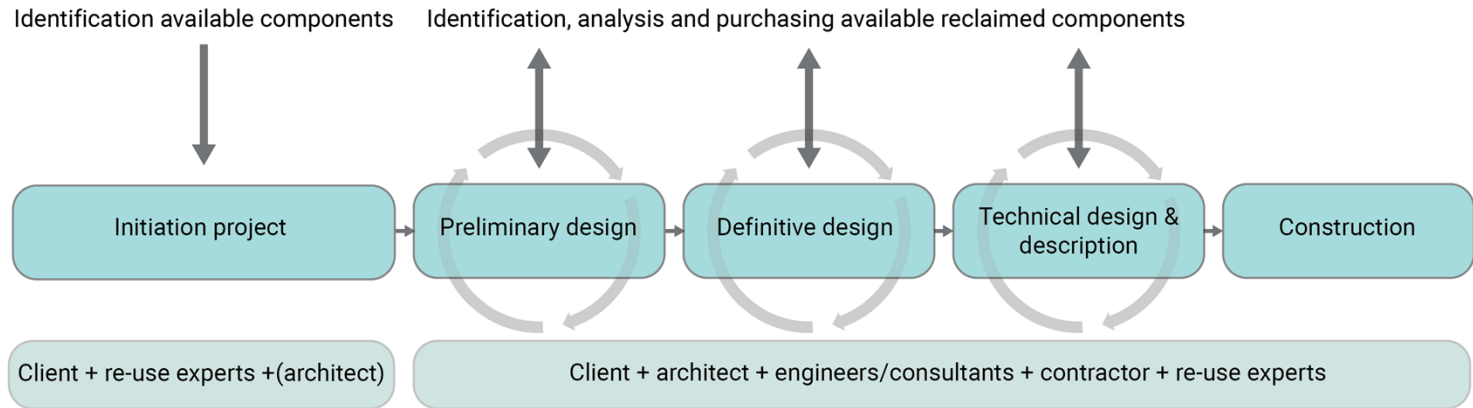 Identification available components
Identification, analysis and purchasing available reclaimed components
Initiation project
Preliminary design
Definitive design
Technical design &
description
Construction
Client + re-use experts +(architect)
Client + architect + engineers/consultants + contractor + re-use experts